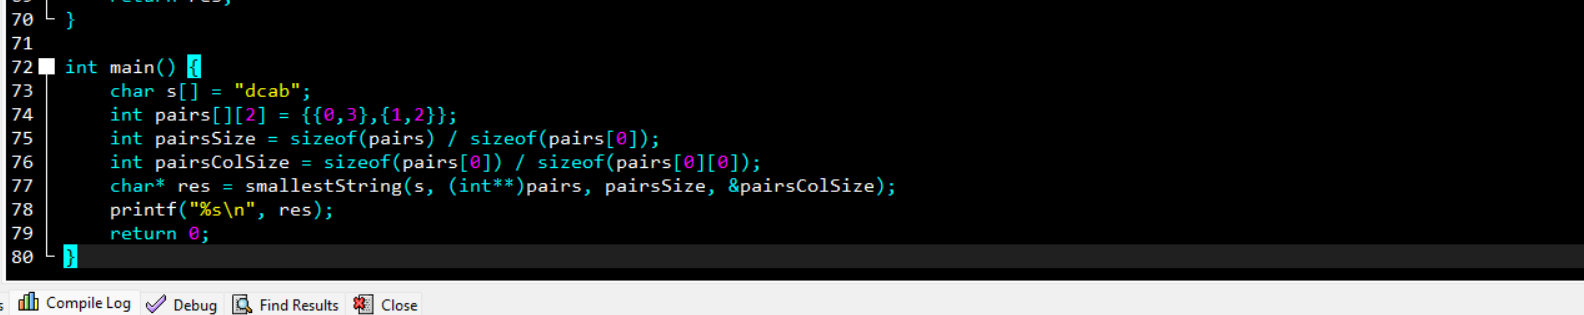 70 }
71
72 int main() {
73 char s[] = "dcab";
74 int pairs[][2] = {{0,3},{1,2}};
75 int pairsSize = sizeof(pairs) / sizeof(pairs[0]);
76 int pairsColSize = sizeof(pairs[0]) / sizeof(pairs[0][0]);
77 char* res = smallestString(s, (int**)pairs, pairsSize, &pairsColSize);
78 printf("%s\n", res);
79 return 0;
80 }
Compile Log Debug Find Results Close